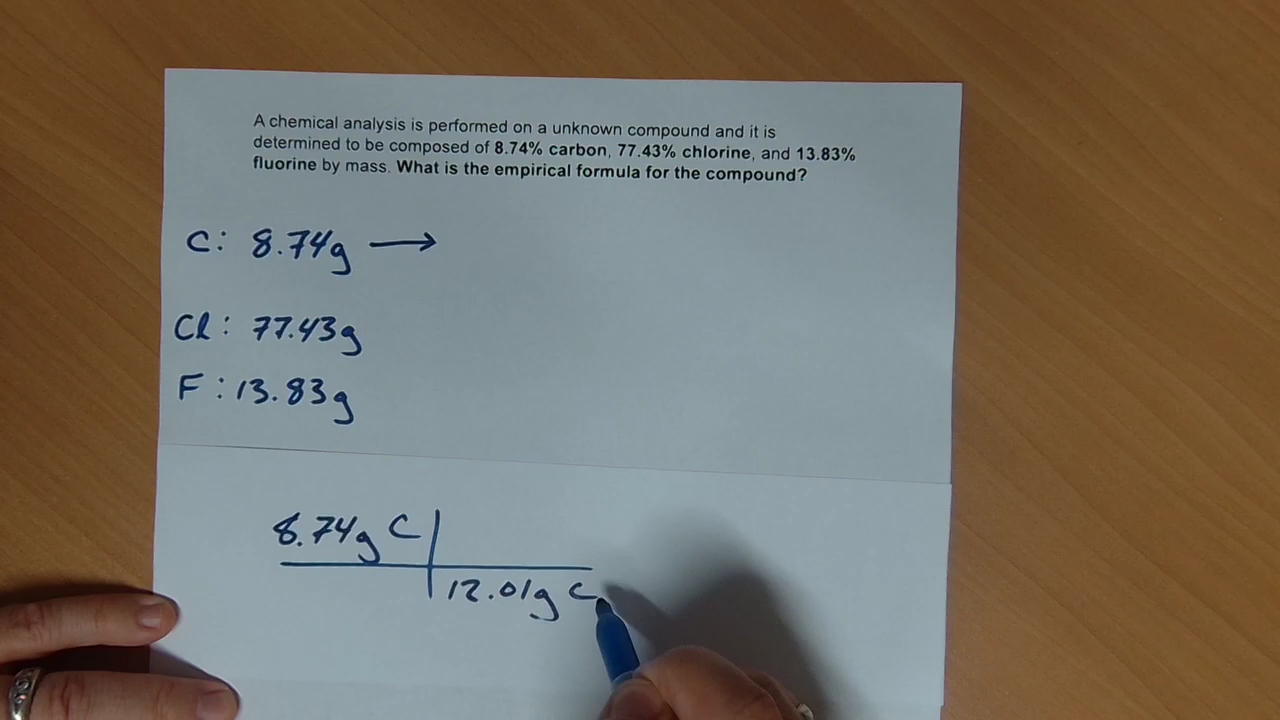 A chemical analysis is performed on a unknown compound and it is
determined to be composed of 8.74% carbon, 77.43% chlorine, and 13.83%
fluorine by mass. What is the empirical formula for the compound?
C: 8.74g →
Cl: 77.43g
F: 13.83g
8.74g C
12.01g C